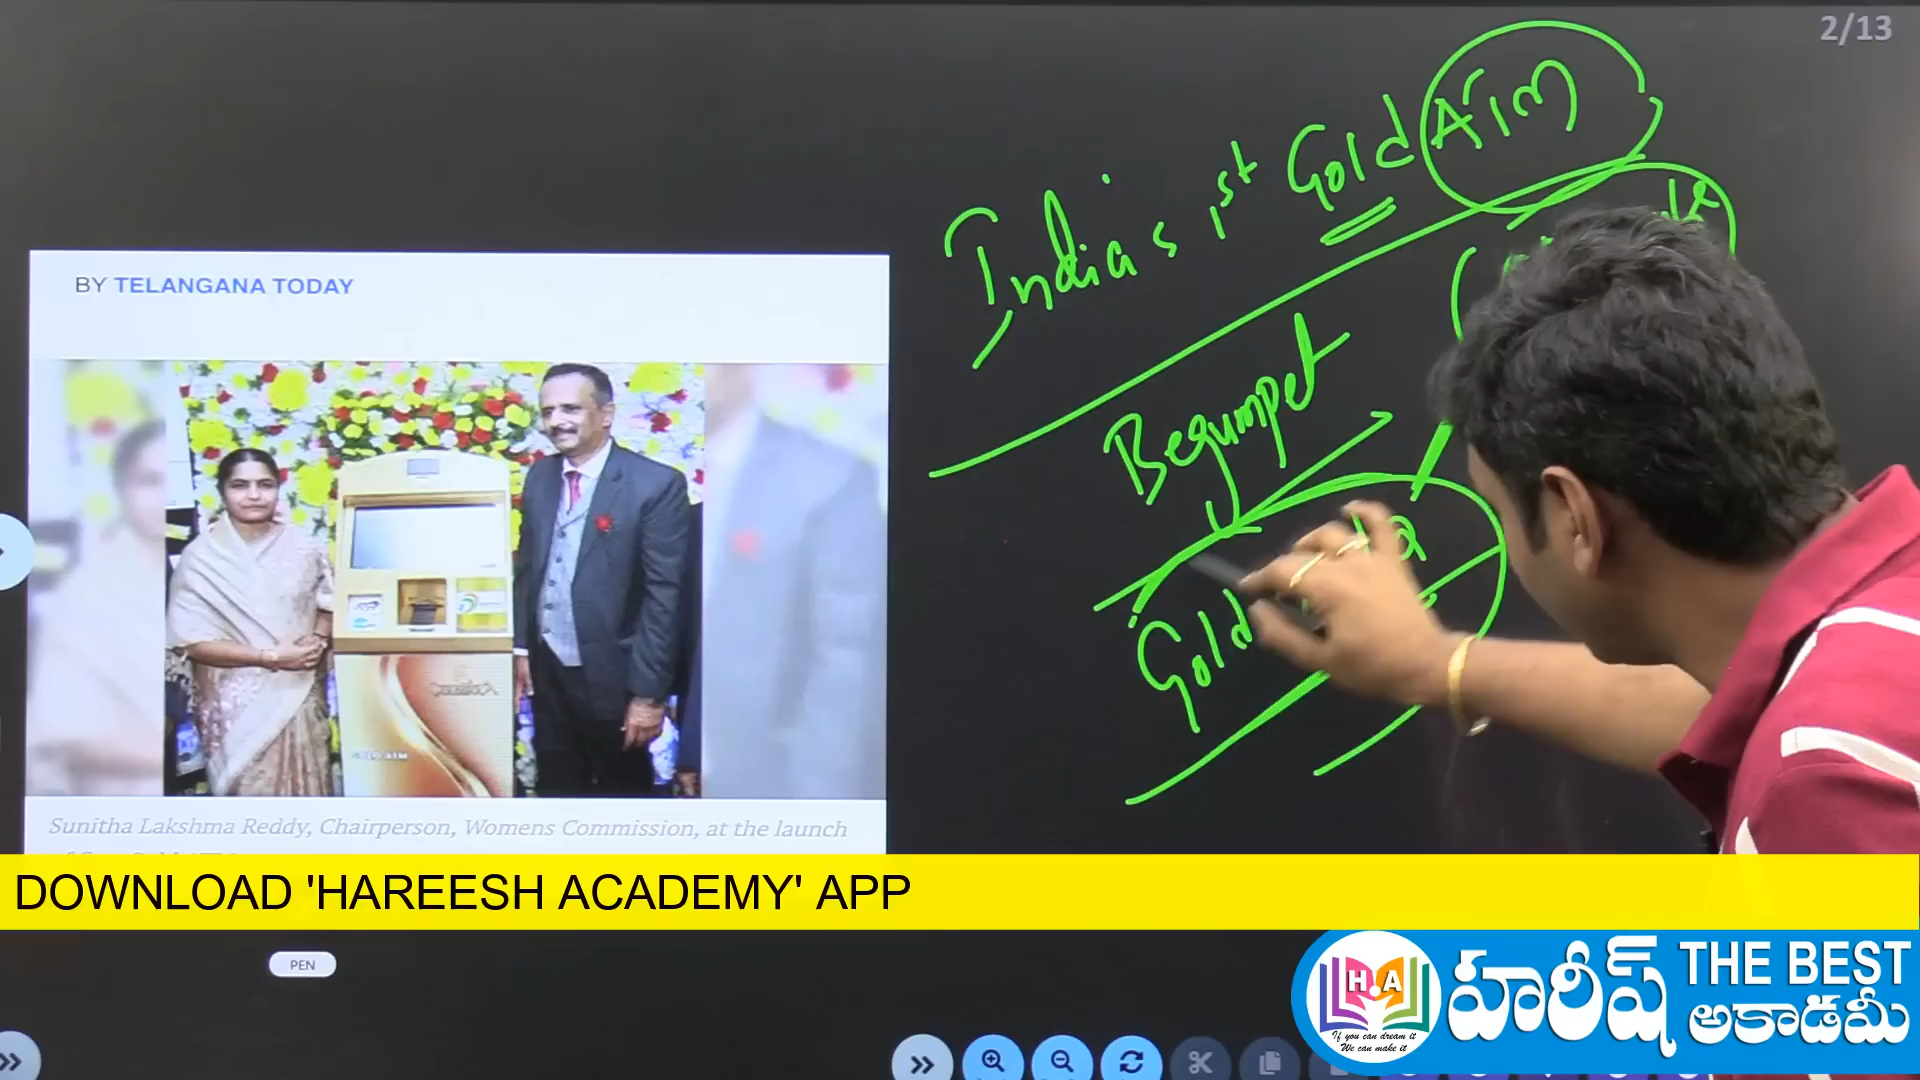 2/13
India's 1st Gold ATM
BY TELANGANA TODAY
Begumpet
Gold
GOLD ATM
Sunitha Lakshma Reddy, Chairperson, Womens Commission, at the launch
DOWNLOAD 'HAREESH ACADEMY' APP
PEN
H.A
If you can dream it
We can make it
హరీష్
THE BEST
అకాడమీ